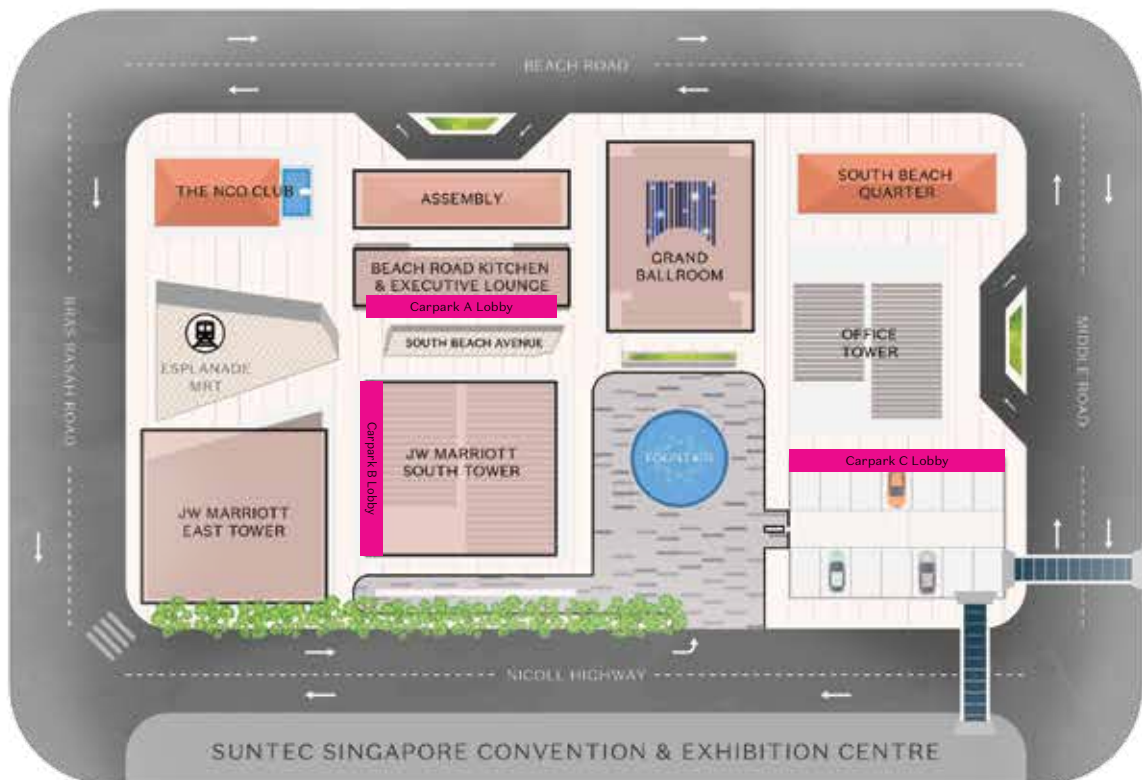 BEACH ROAD
THE NCO CLUB
ASSEMBLY
SOUTH BEACH
QUARTER
BEACH ROAD KITCHEN
& EXECUTIVE LOUNGE
Carpark A Lobby
GRAND
BALLROOM
SOUTH BEACH AVENUE
OFFICE
TOWER
ESPLANADE
MRT
BRAS BASAH ROAD
MIDDLE ROAD
JW MARRIOTT
SOUTH TOWER
Carpark B Lobby
FOUNTAIN
Carpark C Lobby
JW MARRIOTT
EAST TOWER
NICOLL HIGHWAY
SUNTEC SINGAPORE CONVENTION & EXHIBITION CENTRE